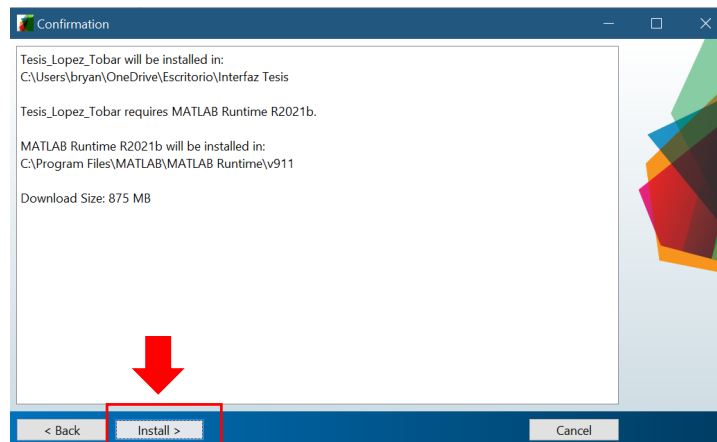 Confirmation
Tesis_Lopez_Tobar will be installed in:
C:\Users\bryan\OneDrive\Escritorio\Interfaz Tesis
Tesis_Lopez_Tobar requires MATLAB Runtime R2021b.
MATLAB Runtime R2021b will be installed in:
C:\Program Files\MATLAB\MATLAB Runtime\v911
Download Size: 875 MB
< Back Install > Cancel